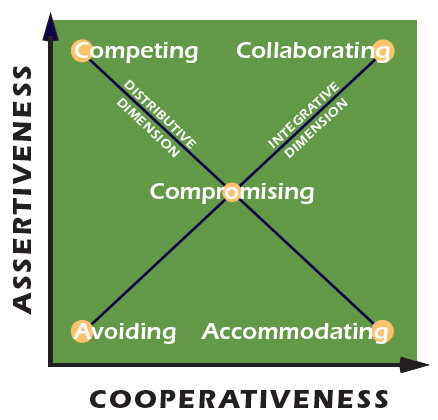 Competing
Collaborating
DISTRIBUTIVE
DIMENSION
INTEGRATIVE
DIMENSION
Compromising
Avoiding
Accommodating
ASSERTIVENESS
COOPERATIVENESS